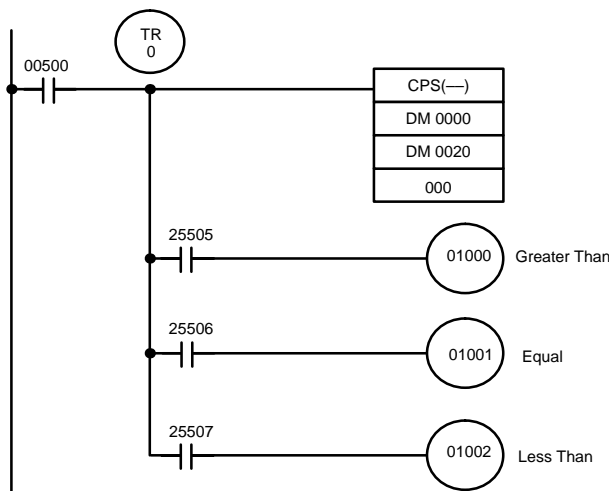 TR
0
00500
CPS(––)
DM 0000
DM 0020
000
25505
01000
Greater Than
25506
01001
Equal
25507
01002
Less Than